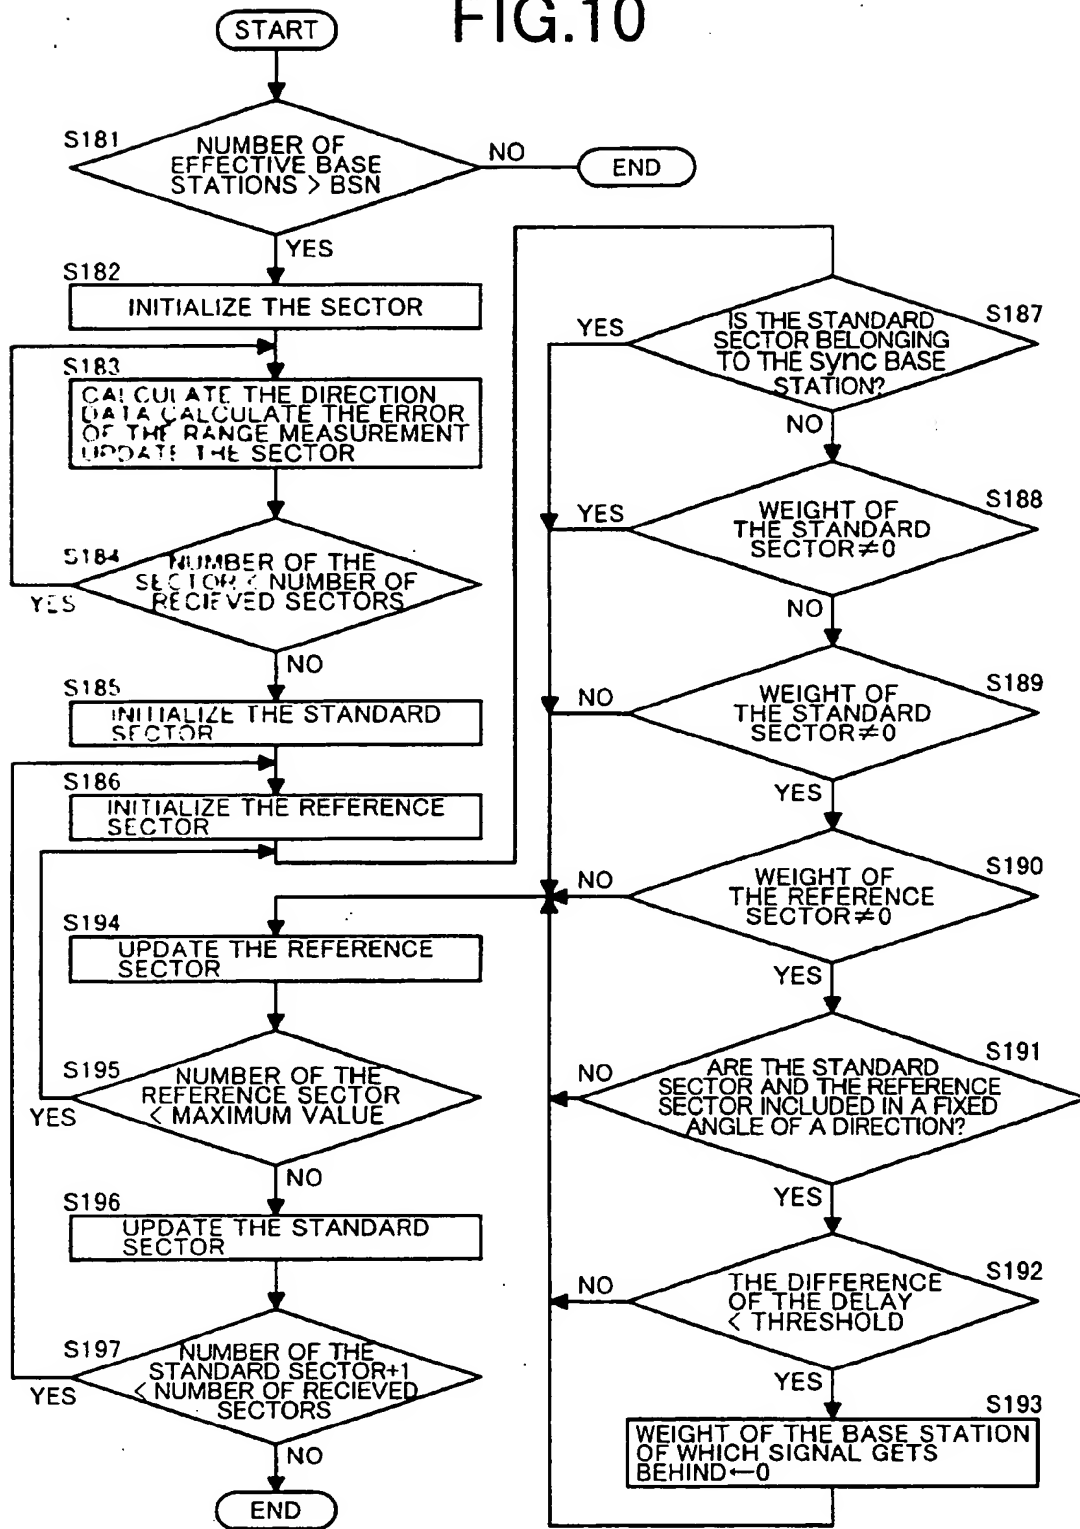 FIG.10
START
S181
NUMBER OF
EFFECTIVE BASE
STATIONS > BSN
NO
END
YES
S182
INITIALIZE THE SECTOR
S183
CALCULATE THE DIRECTION
DATA CALCULATE THE ERROR
OF THE RANGE MEASUREMENT
UPDATE THE SECTOR
S184
NUMBER OF THE
SECTOR < NUMBER OF
RECIEVED SECTORS
YES
NO
S185
INITIALIZE THE STANDARD
SECTOR
S186
INITIALIZE THE REFERENCE
SECTOR
S194
UPDATE THE REFERENCE
SECTOR
S195
NUMBER OF THE
REFERENCE SECTOR
< MAXIMUM VALUE
YES
NO
S196
UPDATE THE STANDARD
SECTOR
S197
NUMBER OF THE
STANDARD SECTOR+1
< NUMBER OF RECIEVED
SECTORS
YES
NO
END
S187
IS THE STANDARD
SECTOR BELONGING
TO THE sync BASE
STATION?
YES
NO
S188
WEIGHT OF
THE STANDARD
SECTOR≠0
YES
NO
S189
WEIGHT OF
THE STANDARD
SECTOR≠0
NO
YES
S190
WEIGHT OF
THE REFERENCE
SECTOR≠0
NO
YES
S191
ARE THE STANDARD
SECTOR AND THE REFERENCE
SECTOR INCLUDED IN A FIXED
ANGLE OF A DIRECTION?
NO
YES
S192
THE DIFFERENCE
OF THE DELAY
< THRESHOLD
NO
YES
S193
WEIGHT OF THE BASE STATION
OF WHICH SIGNAL GETS
BEHIND←0